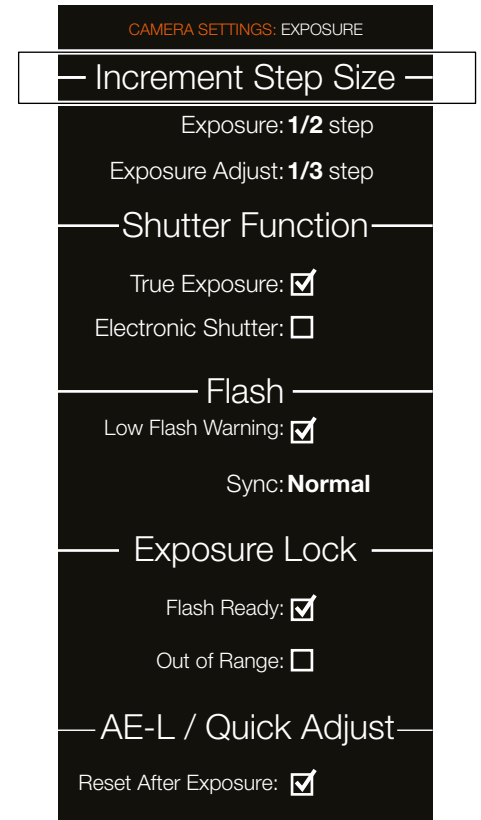 CAMERA SETTINGS: EXPOSURE
Increment Step Size
Exposure: 1/2 step
Exposure Adjust: 1/3 step
Shutter Function
True Exposure:
Electronic Shutter:
Flash
Low Flash Warning:
Sync: Normal
Exposure Lock
Flash Ready:
Out of Range:
AE-L / Quick Adjust
Reset After Exposure: